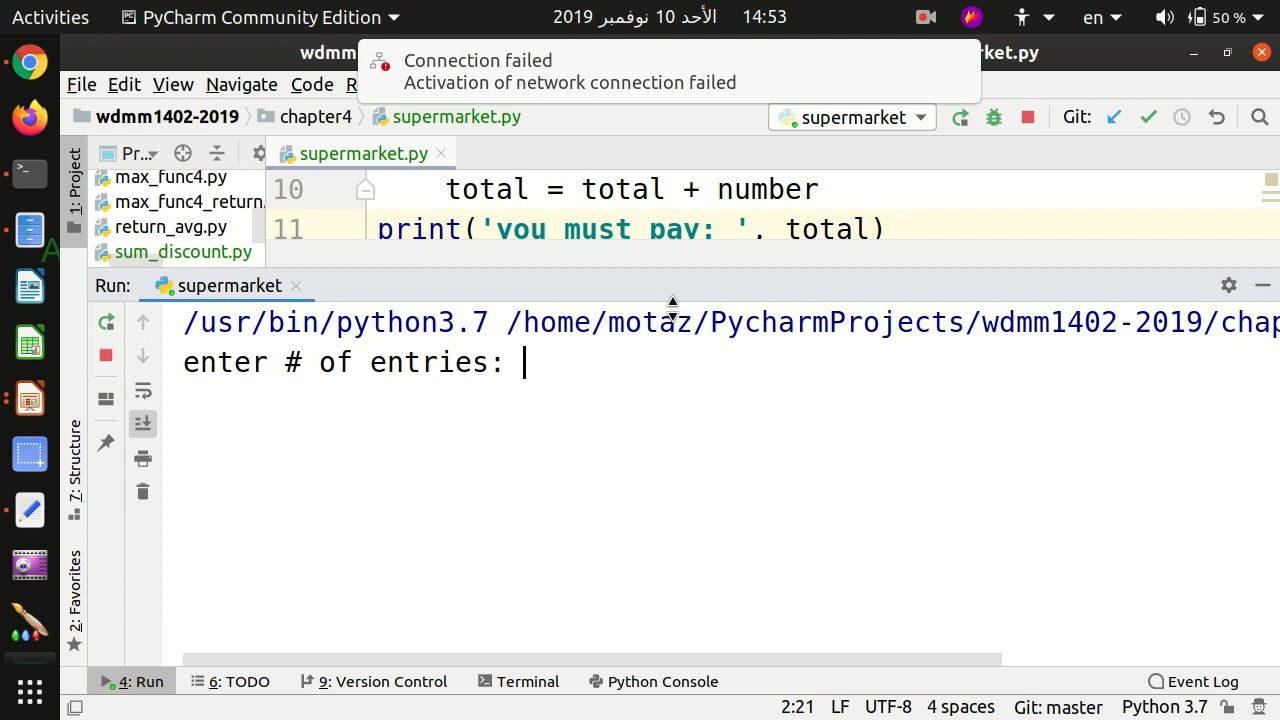 Activities PyCharm Community Edition الأحد 10 نوفمبر 2019 14:53 en 50 %
Connection failed
Activation of network connection failed
File Edit View Navigate Code
wdmm1402-2019 chapter4 supermarket.py supermarket Git:
1: Project
Pr... supermarket.py
max_func4.py
max_func4_return.
return_avg.py
sum_discount.py
10 total = total + number
11 print('you must pay: ', total)
Run: supermarket
/usr/bin/python3.7 /home/motaz/PycharmProjects/wdmm1402-2019/chap
enter # of entries:
7: Structure
2: Favorites
4: Run 6: TODO 9: Version Control Terminal Python Console Event Log
2:21 LF UTF-8 4 spaces Git: master Python 3.7